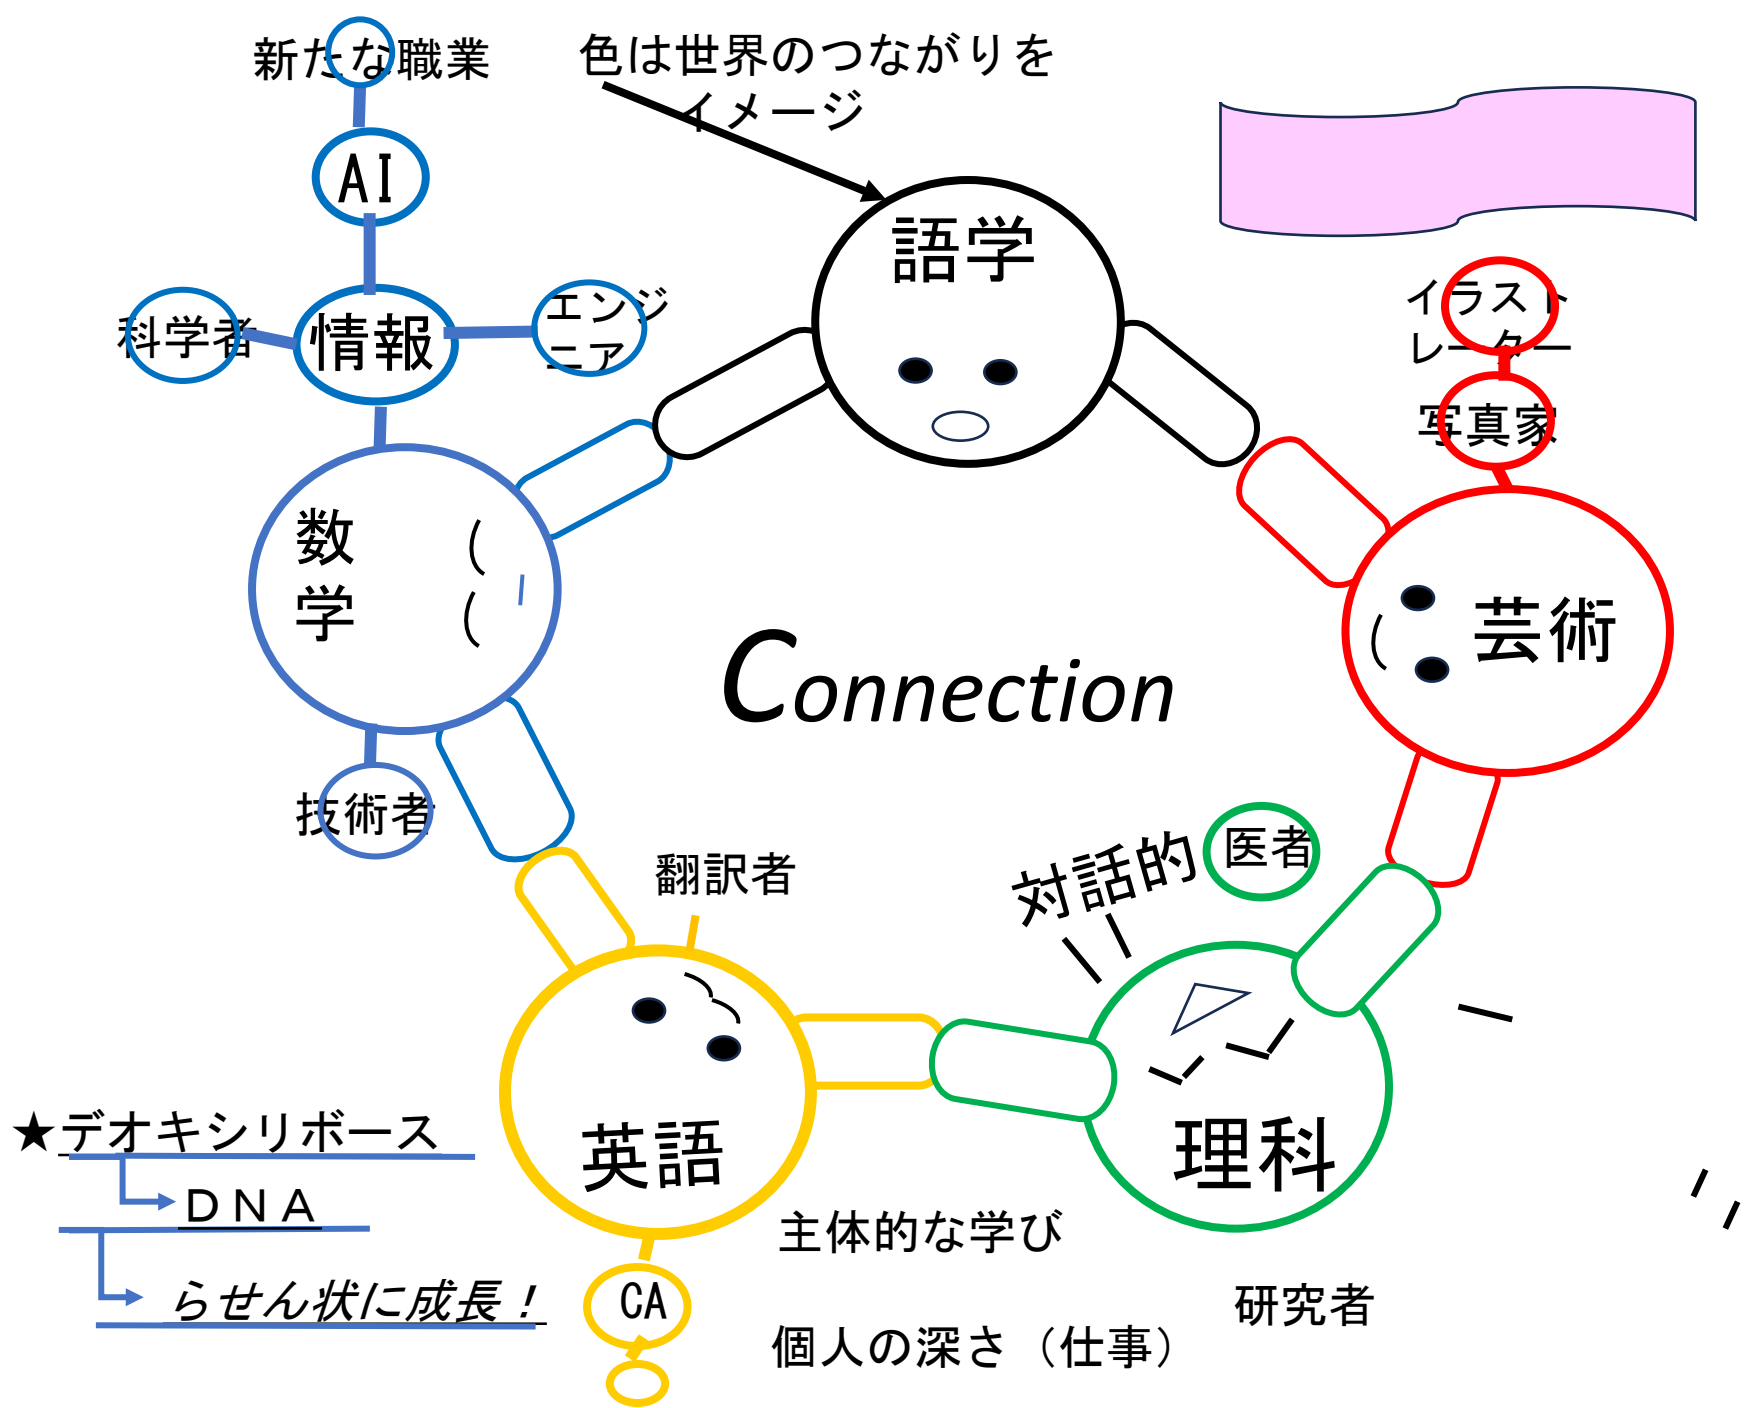 新たな職業
色は世界のつながりを
イメージ
AI
語学
イラスト
レーター
科学者
情報
エンジ
ニア
写真家
数
学
芸術
Connection
技術者
翻訳者
対話的
医者
★デオキシリボース
英語
理科
DNA
主体的な学び
らせん状に成長！
CA
研究者
個人の深さ（仕事）